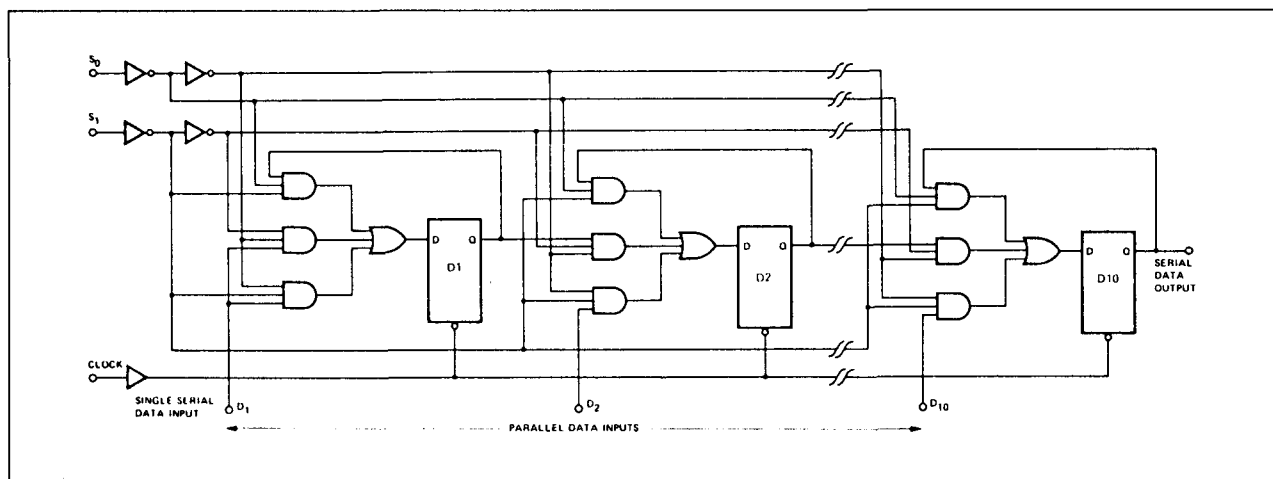 S0
S1
D Q
D1
D Q
D2
D Q
D10
SERIAL
DATA
OUTPUT
CLOCK
SINGLE SERIAL
DATA INPUT
D1
D2
D10
PARALLEL DATA INPUTS